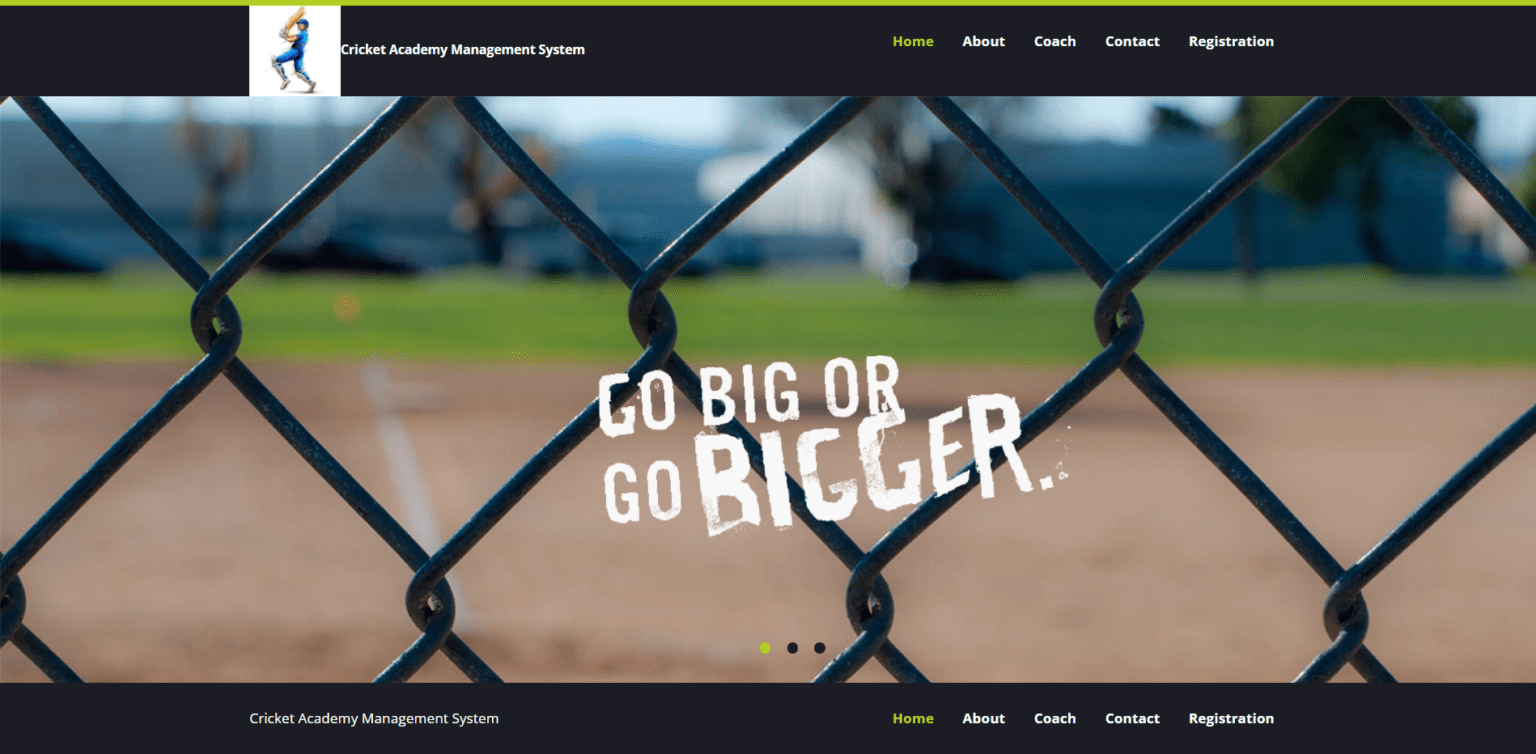 Cricket Academy Management System
Home About Coach Contact Registration
GO BIG OR
GO BIGGER.
Cricket Academy Management System
Home About Coach Contact Registration